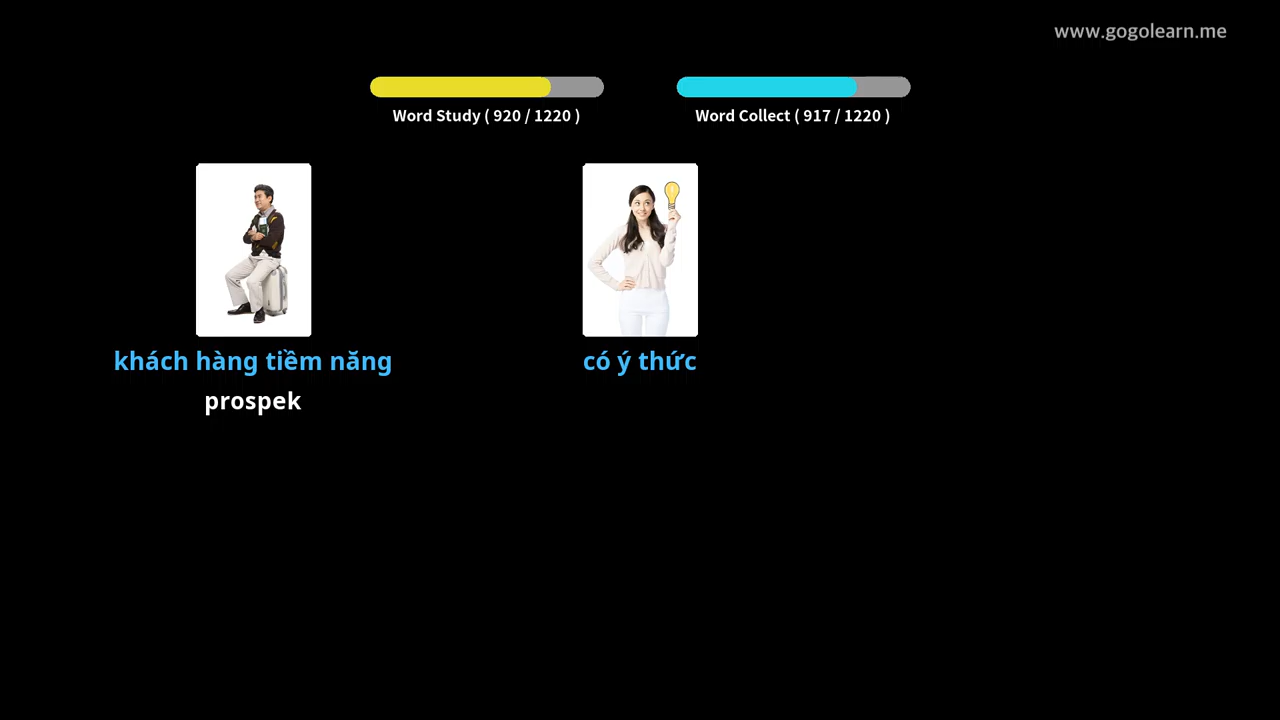 www.gogolearn.me
Word Study ( 920 / 1220 )
Word Collect ( 917 / 1220 )
khách hàng tiềm năng
prospek
có ý thức